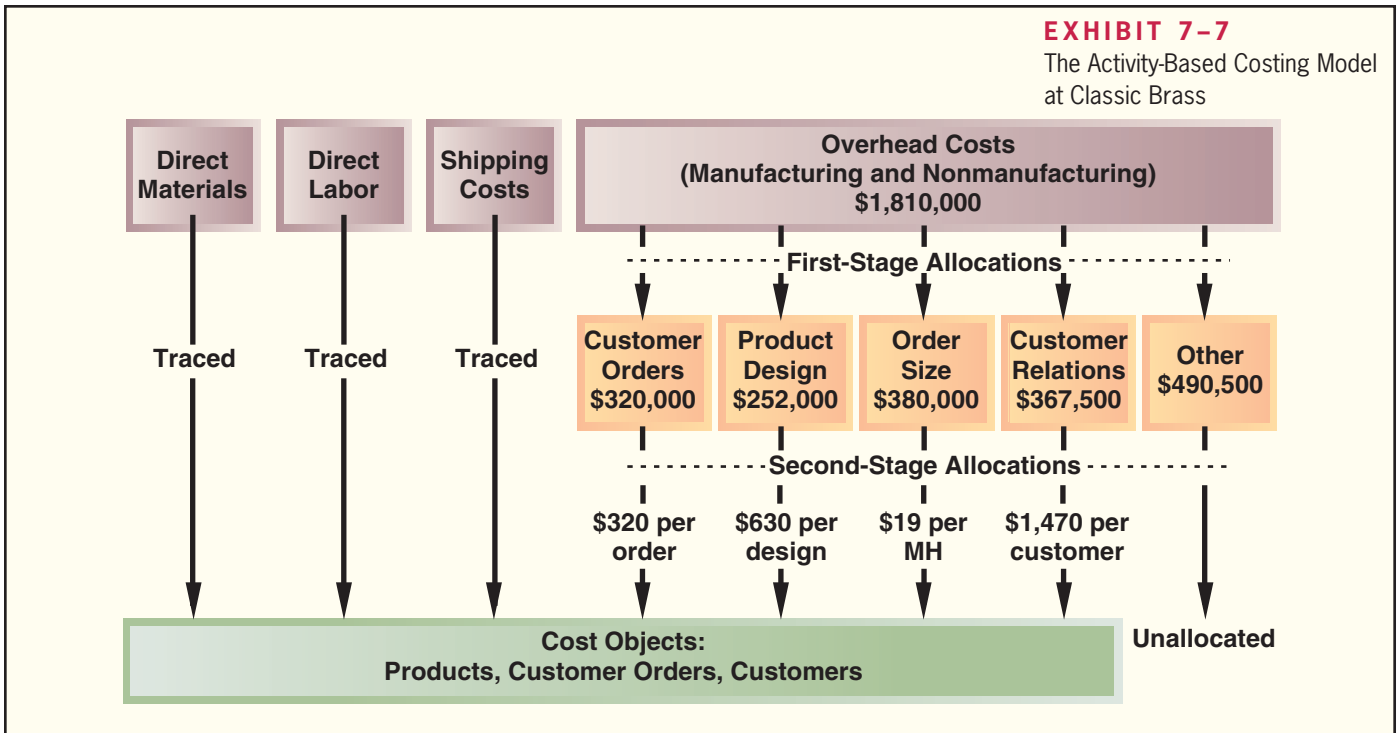 EXHIBIT 7–7
The Activity-Based Costing Model
at Classic Brass
Direct
Materials
Direct
Labor
Shipping
Costs
Overhead Costs
(Manufacturing and Nonmanufacturing)
$1,810,000
First-Stage Allocations
Traced
Traced
Traced
Customer
Orders
$320,000
Product
Design
$252,000
Order
Size
$380,000
Customer
Relations
$367,500
Other
$490,500
Second-Stage Allocations
$320 per
order
$630 per
design
$19 per
MH
$1,470 per
customer
Cost Objects:
Products, Customer Orders, Customers
Unallocated